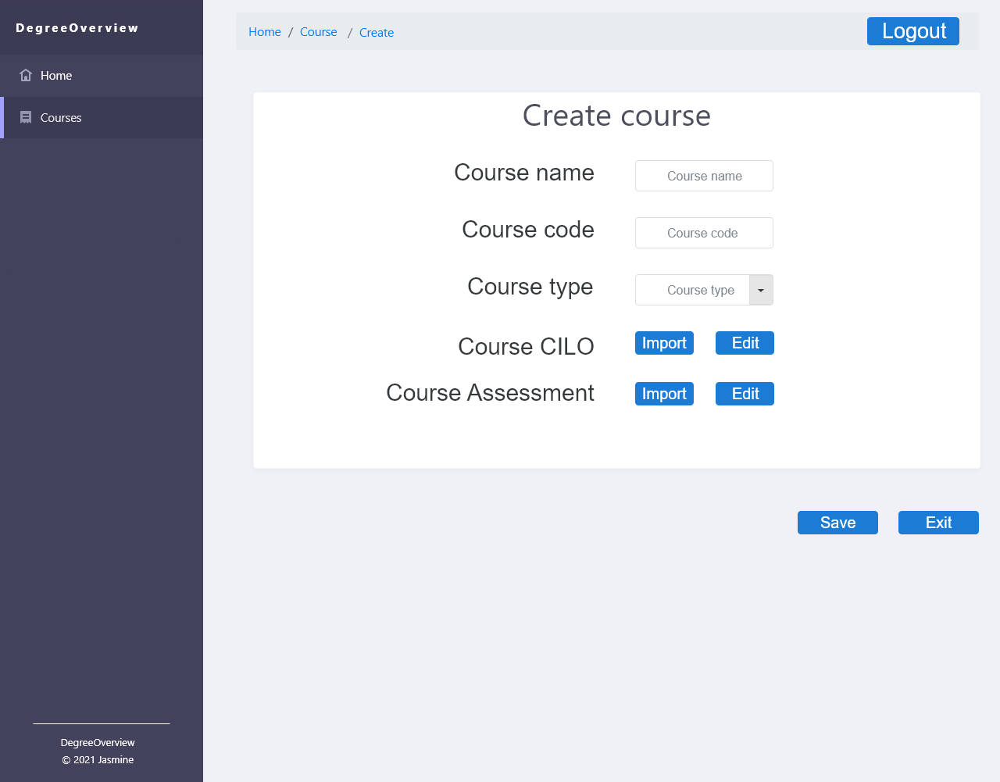 DegreeOverview
Home
Courses
Home / Course / Create
Logout
Create course
Course name
Course name
Course code
Course code
Course type
Course type
Course CILO
Import
Edit
Course Assessment
Import
Edit
Save
Exit
DegreeOverview
© 2021 Jasmine